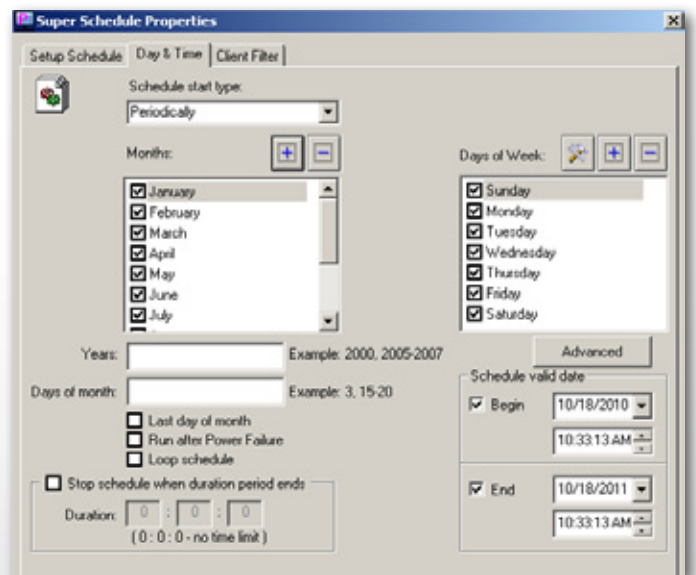 Super Schedule Properties
Setup Schedule
Day & Time
Client Filter
Schedule start type:
Periodically
Months:
January
February
March
April
May
June
July
Days of Week:
Sunday
Monday
Tuesday
Wednesday
Thursday
Friday
Saturday
Years:
Example: 2000, 2005-2007
Days of month:
Example: 3, 15-20
Last day of month
Run after Power Failure
Loop schedule
Stop schedule when duration period ends
Duration: 0 : 0 : 0
( 0 : 0 : 0 - no time limit )
Advanced
Schedule valid date
Begin 10/18/2010
10:33:13 AM
End 10/18/2011
10:33:13 AM